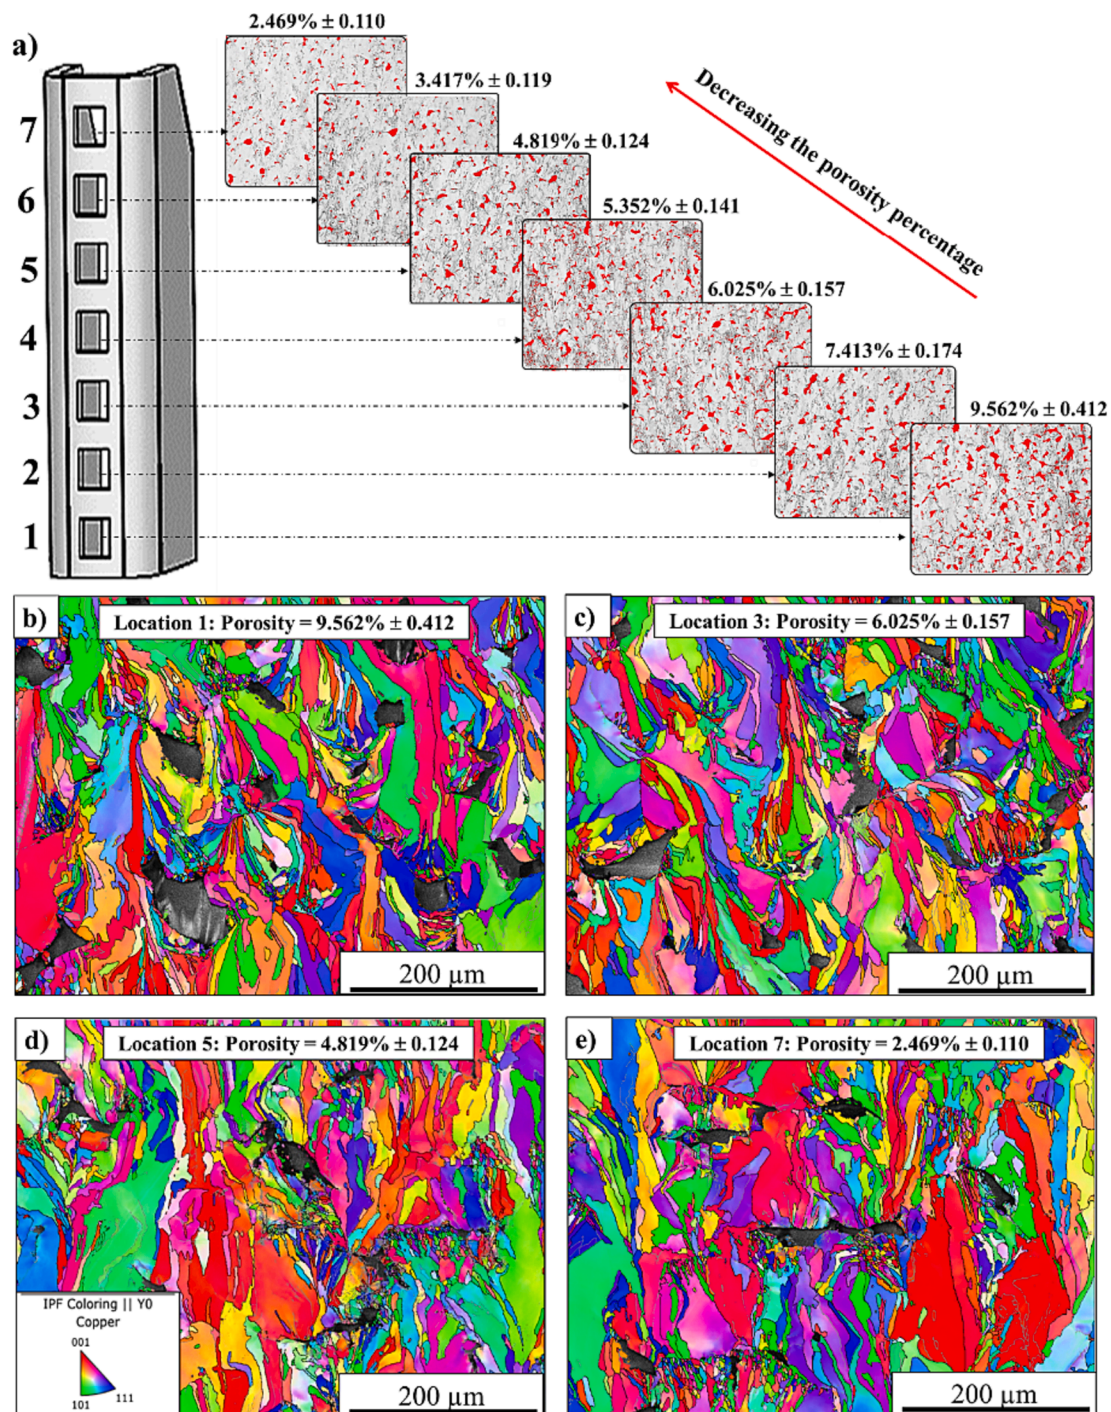 a)
2.469% ± 0.110
3.417% ± 0.119
4.819% ± 0.124
5.352% ± 0.141
6.025% ± 0.157
7.413% ± 0.174
9.562% ± 0.412
Decreasing the porosity percentage
7
6
5
4
3
2
1
b)
Location 1: Porosity = 9.562% ± 0.412
200 µm
c)
Location 3: Porosity = 6.025% ± 0.157
200 µm
d)
Location 5: Porosity = 4.819% ± 0.124
IPF Coloring || Y0
Copper
001
101
111
200 µm
e)
Location 7: Porosity = 2.469% ± 0.110
200 µm